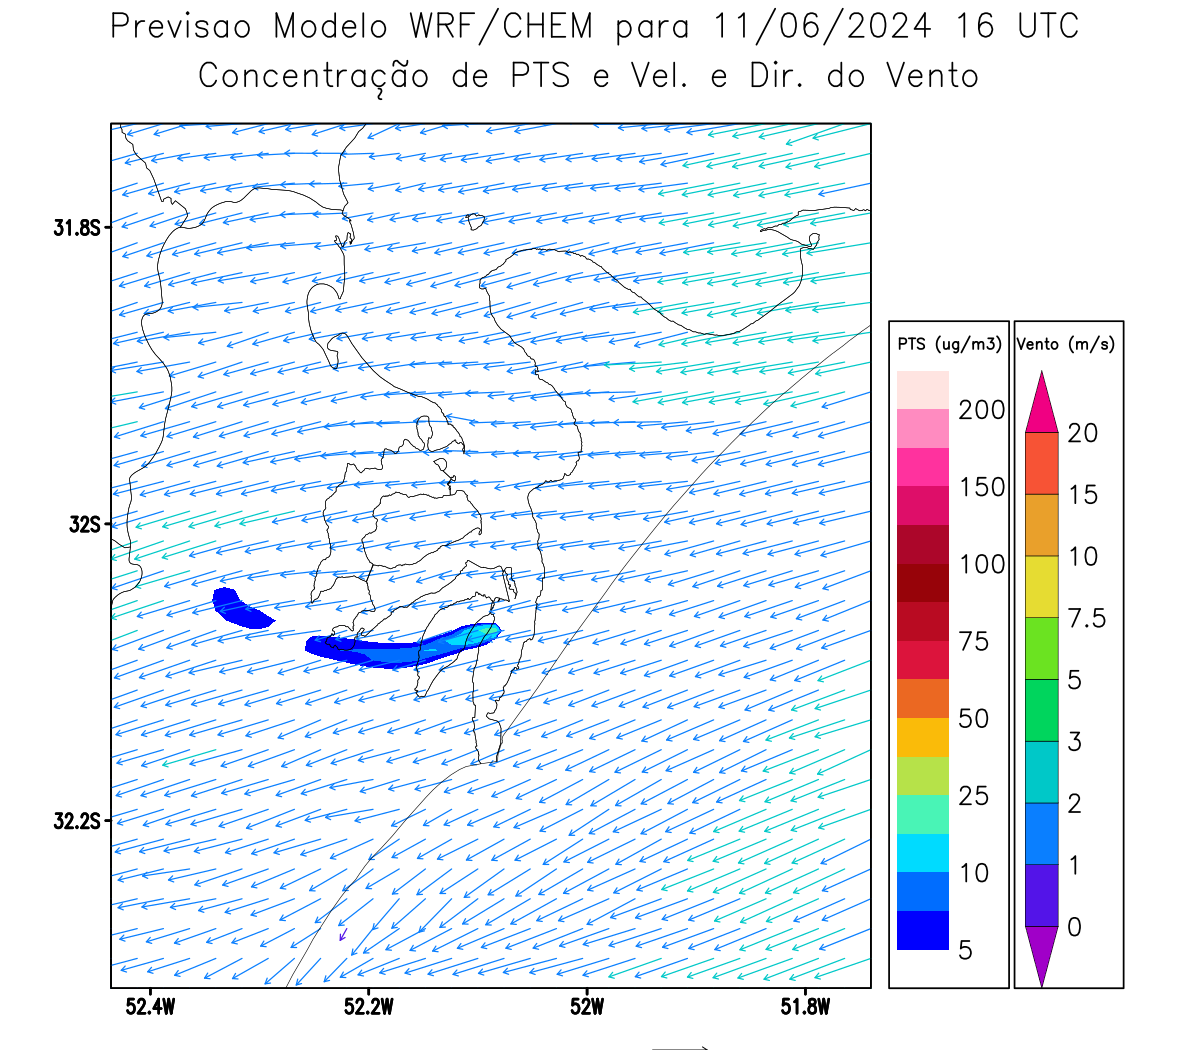 Previsao Modelo WRF/CHEM para 11/06/2024 16 UTC
Concentração de PTS e Vel. e Dir. do Vento
31.8S
32S
32.2S
52.4W
52.2W
52W
51.8W
PTS (ug/m3)
200
150
100
75
50
25
10
5
Vento (m/s)
20
15
10
7.5
5
3
2
1
0